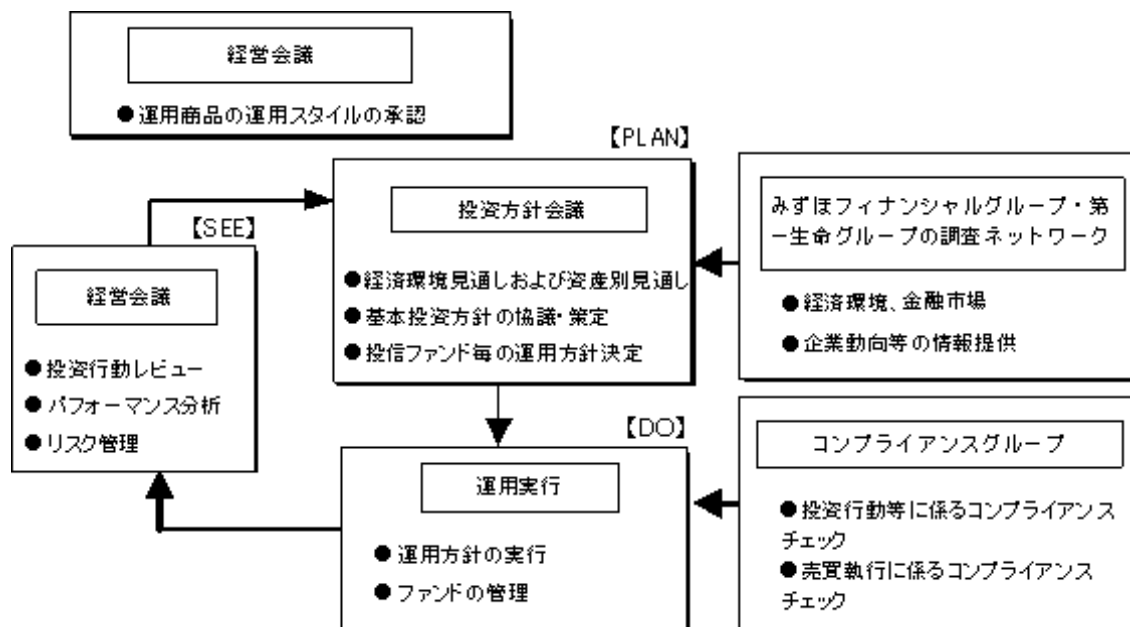 経営会議
●運用商品の運用スタイルの承認
【PLAN】
投資方針会議
●経済環境見通しおよび資産別見通し
●基本投資方針の協議・策定
●投信ファンド毎の運用方針決定
みずほフィナンシャルグループ・第
一生命グループの調査ネットワーク
●経済環境、金融市場
●企業動向等の情報提供
【SEE】
経営会議
●投資行動レビュー
●パフォーマンス分析
●リスク管理
【DO】
運用実行
●運用方針の実行
●ファンドの管理
コンプライアンスグループ
●投資行動等に係るコンプライアンス
チェック
●売買執行に係るコンプライアンス
チェック